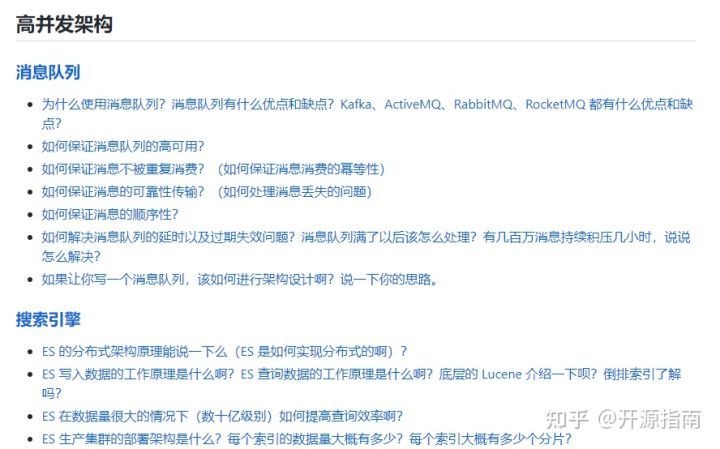 高并发架构
消息队列
为什么使用消息队列？消息队列有什么优点和缺点？Kafka、ActiveMQ、RabbitMQ、RocketMQ 都有什么优点和缺
点？
如何保证消息队列的高可用？
如何保证消息不被重复消费？（如何保证消息消费的幂等性）
如何保证消息的可靠性传输？（如何处理消息丢失的问题）
如何保证消息的顺序性？
如何解决消息队列的延时以及过期失效问题？消息队列满了以后该怎么处理？有几百万消息持续积压几小时，说说
怎么解决？
如果让你写一个消息队列，该如何进行架构设计啊？说一下你的思路。
搜索引擎
ES 的分布式架构原理能说一下么（ES 是如何实现分布式的啊）？
ES 写入数据的工作原理是什么啊？ES 查询数据的工作原理是什么啊？底层的 Lucene 介绍一下呗？倒排索引了解
吗？
ES 在数据量很大的情况下（数十亿级别）如何提高查询效率啊？
ES 生产集群的部署架构是什么？每个索引的数据量大概有多少？每个索引大概有多少个分片？
知乎 @开源指南